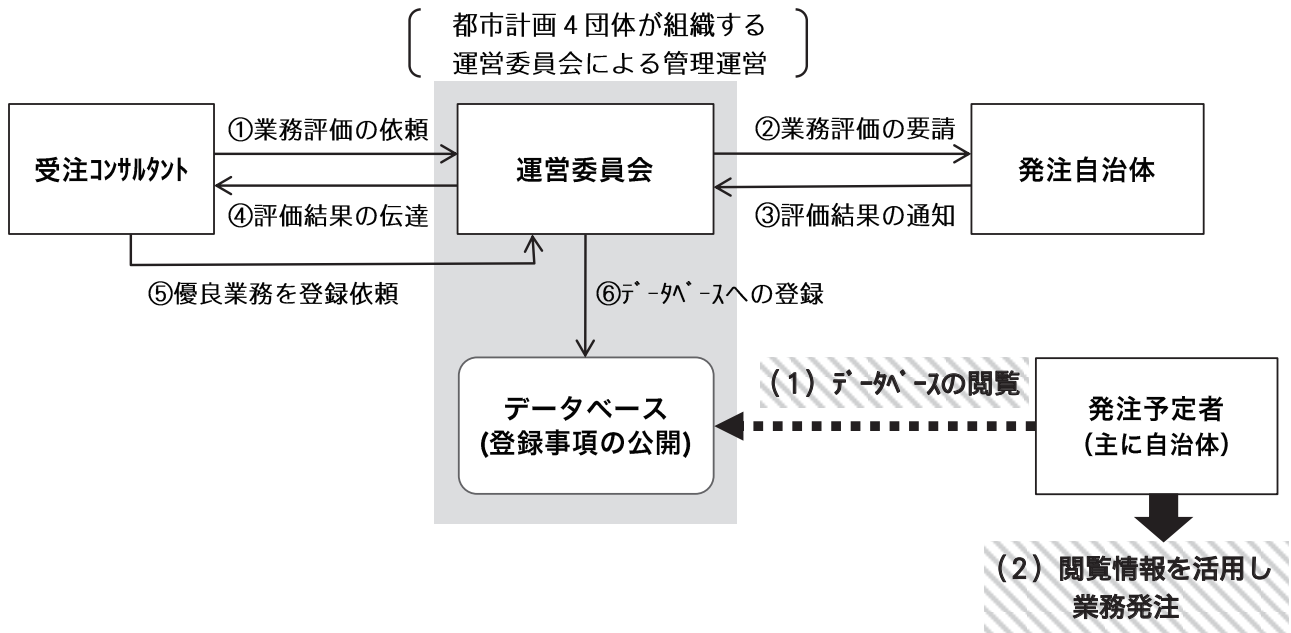 都市計画４団体が組織する
運営委員会による管理運営
受注ｺﾝｻﾙﾀﾝﾄ
①業務評価の依頼
運営委員会
②業務評価の要請
発注自治体
④評価結果の伝達
③評価結果の通知
⑤優良業務を登録依頼
⑥ﾃﾞｰﾀﾍﾞｰｽへの登録
（1）ﾃﾞｰﾀﾍﾞｰｽの閲覧
データベース
(登録事項の公開)
発注予定者
（主に自治体）
（2）閲覧情報を活用し
業務発注